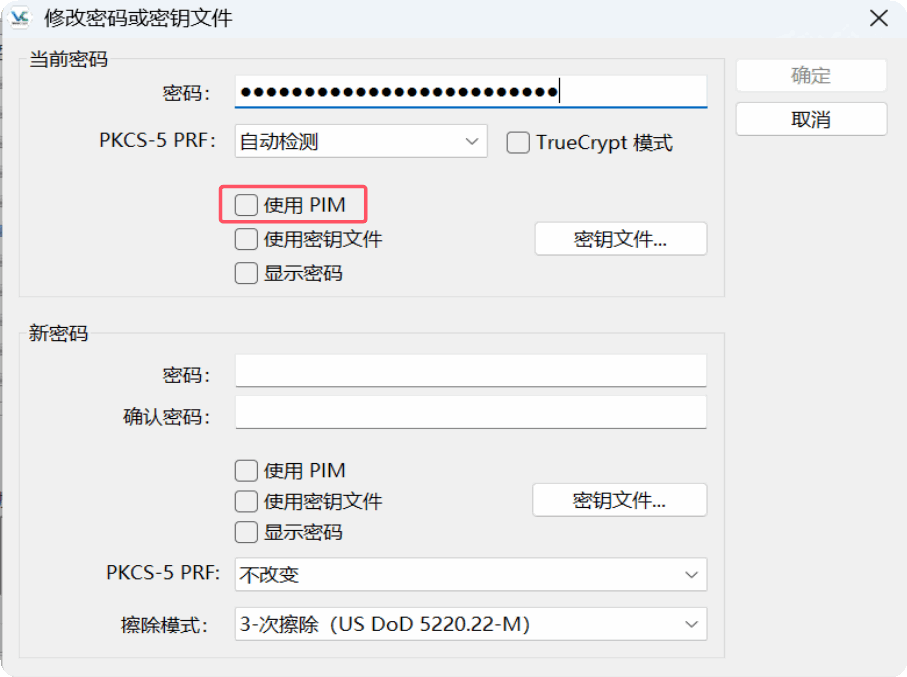 修改密码或密钥文件
当前密码
密码：
●●●●●●●●●●●●●●●●●●●●●●●●●
PKCS-5 PRF: 自动检测 TrueCrypt 模式
使用 PIM
使用密钥文件 密钥文件...
显示密码
确定
取消
新密码
密码：
确认密码：
使用 PIM
使用密钥文件 密钥文件...
显示密码
PKCS-5 PRF: 不改变
擦除模式： 3-次擦除（US DoD 5220.22-M）